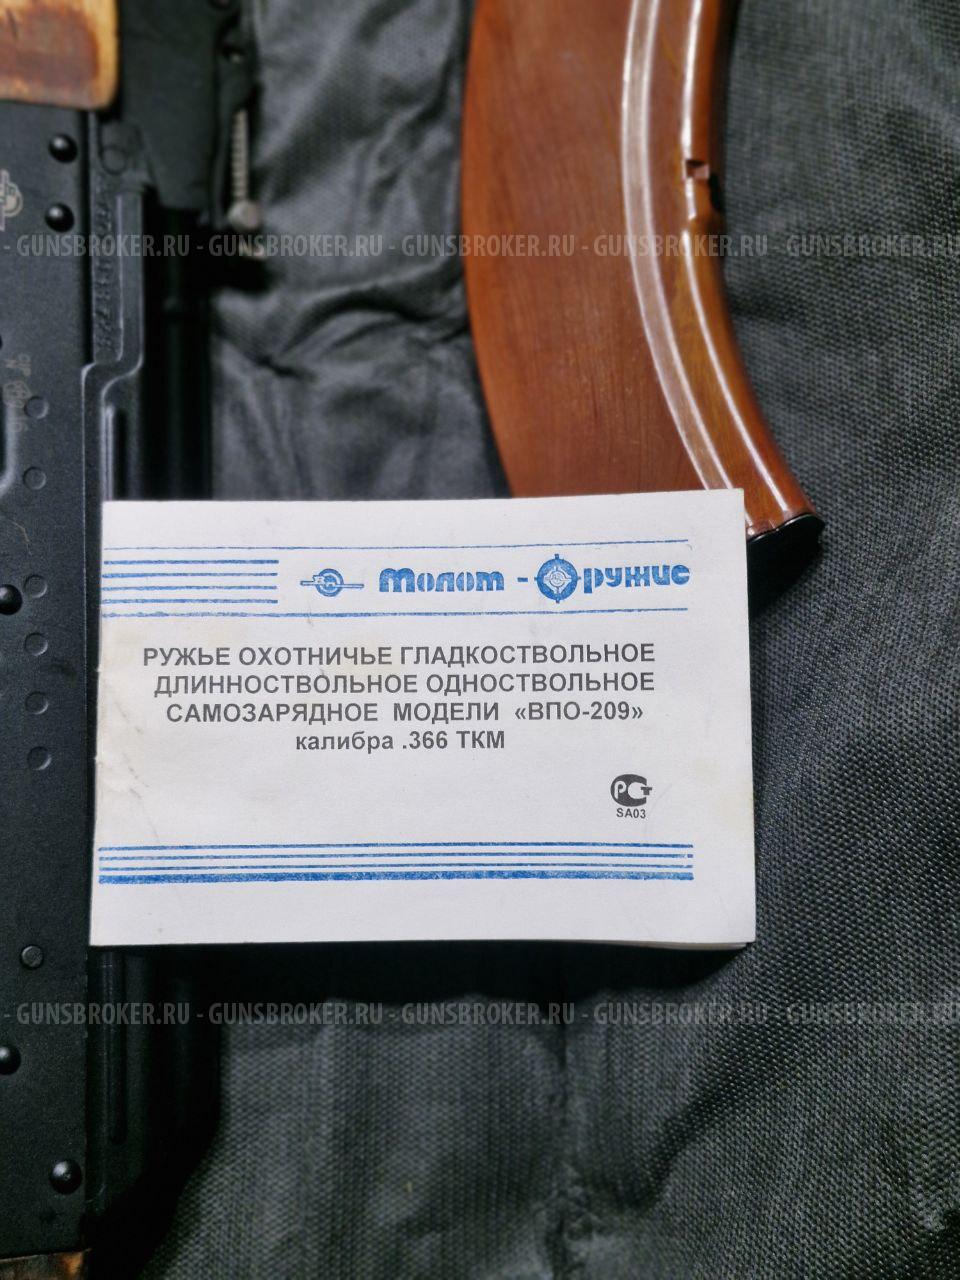 - GUNSBROKER.RU - GUNSBROKER.RU - GUNSBROKER.RU - GUNSBROKER.RU - GUNSBROKER.RU
Молот - Оружие
РУЖЬЕ ОХОТНИЧЬЕ ГЛАДКОСТВОЛЬНОЕ
ДЛИННОСТВОЛЬНОЕ ОДНОСТВОЛЬНОЕ
САМОЗАРЯДНОЕ МОДЕЛИ «ВПО-209»
калибра .366 ТКМ
РСТ
SA03
- GUNSBROKER.RU - GUNSBROKER.RU - GUNSBROKER.RU - GUNSBROKER.RU - GUNSBROKER.RU